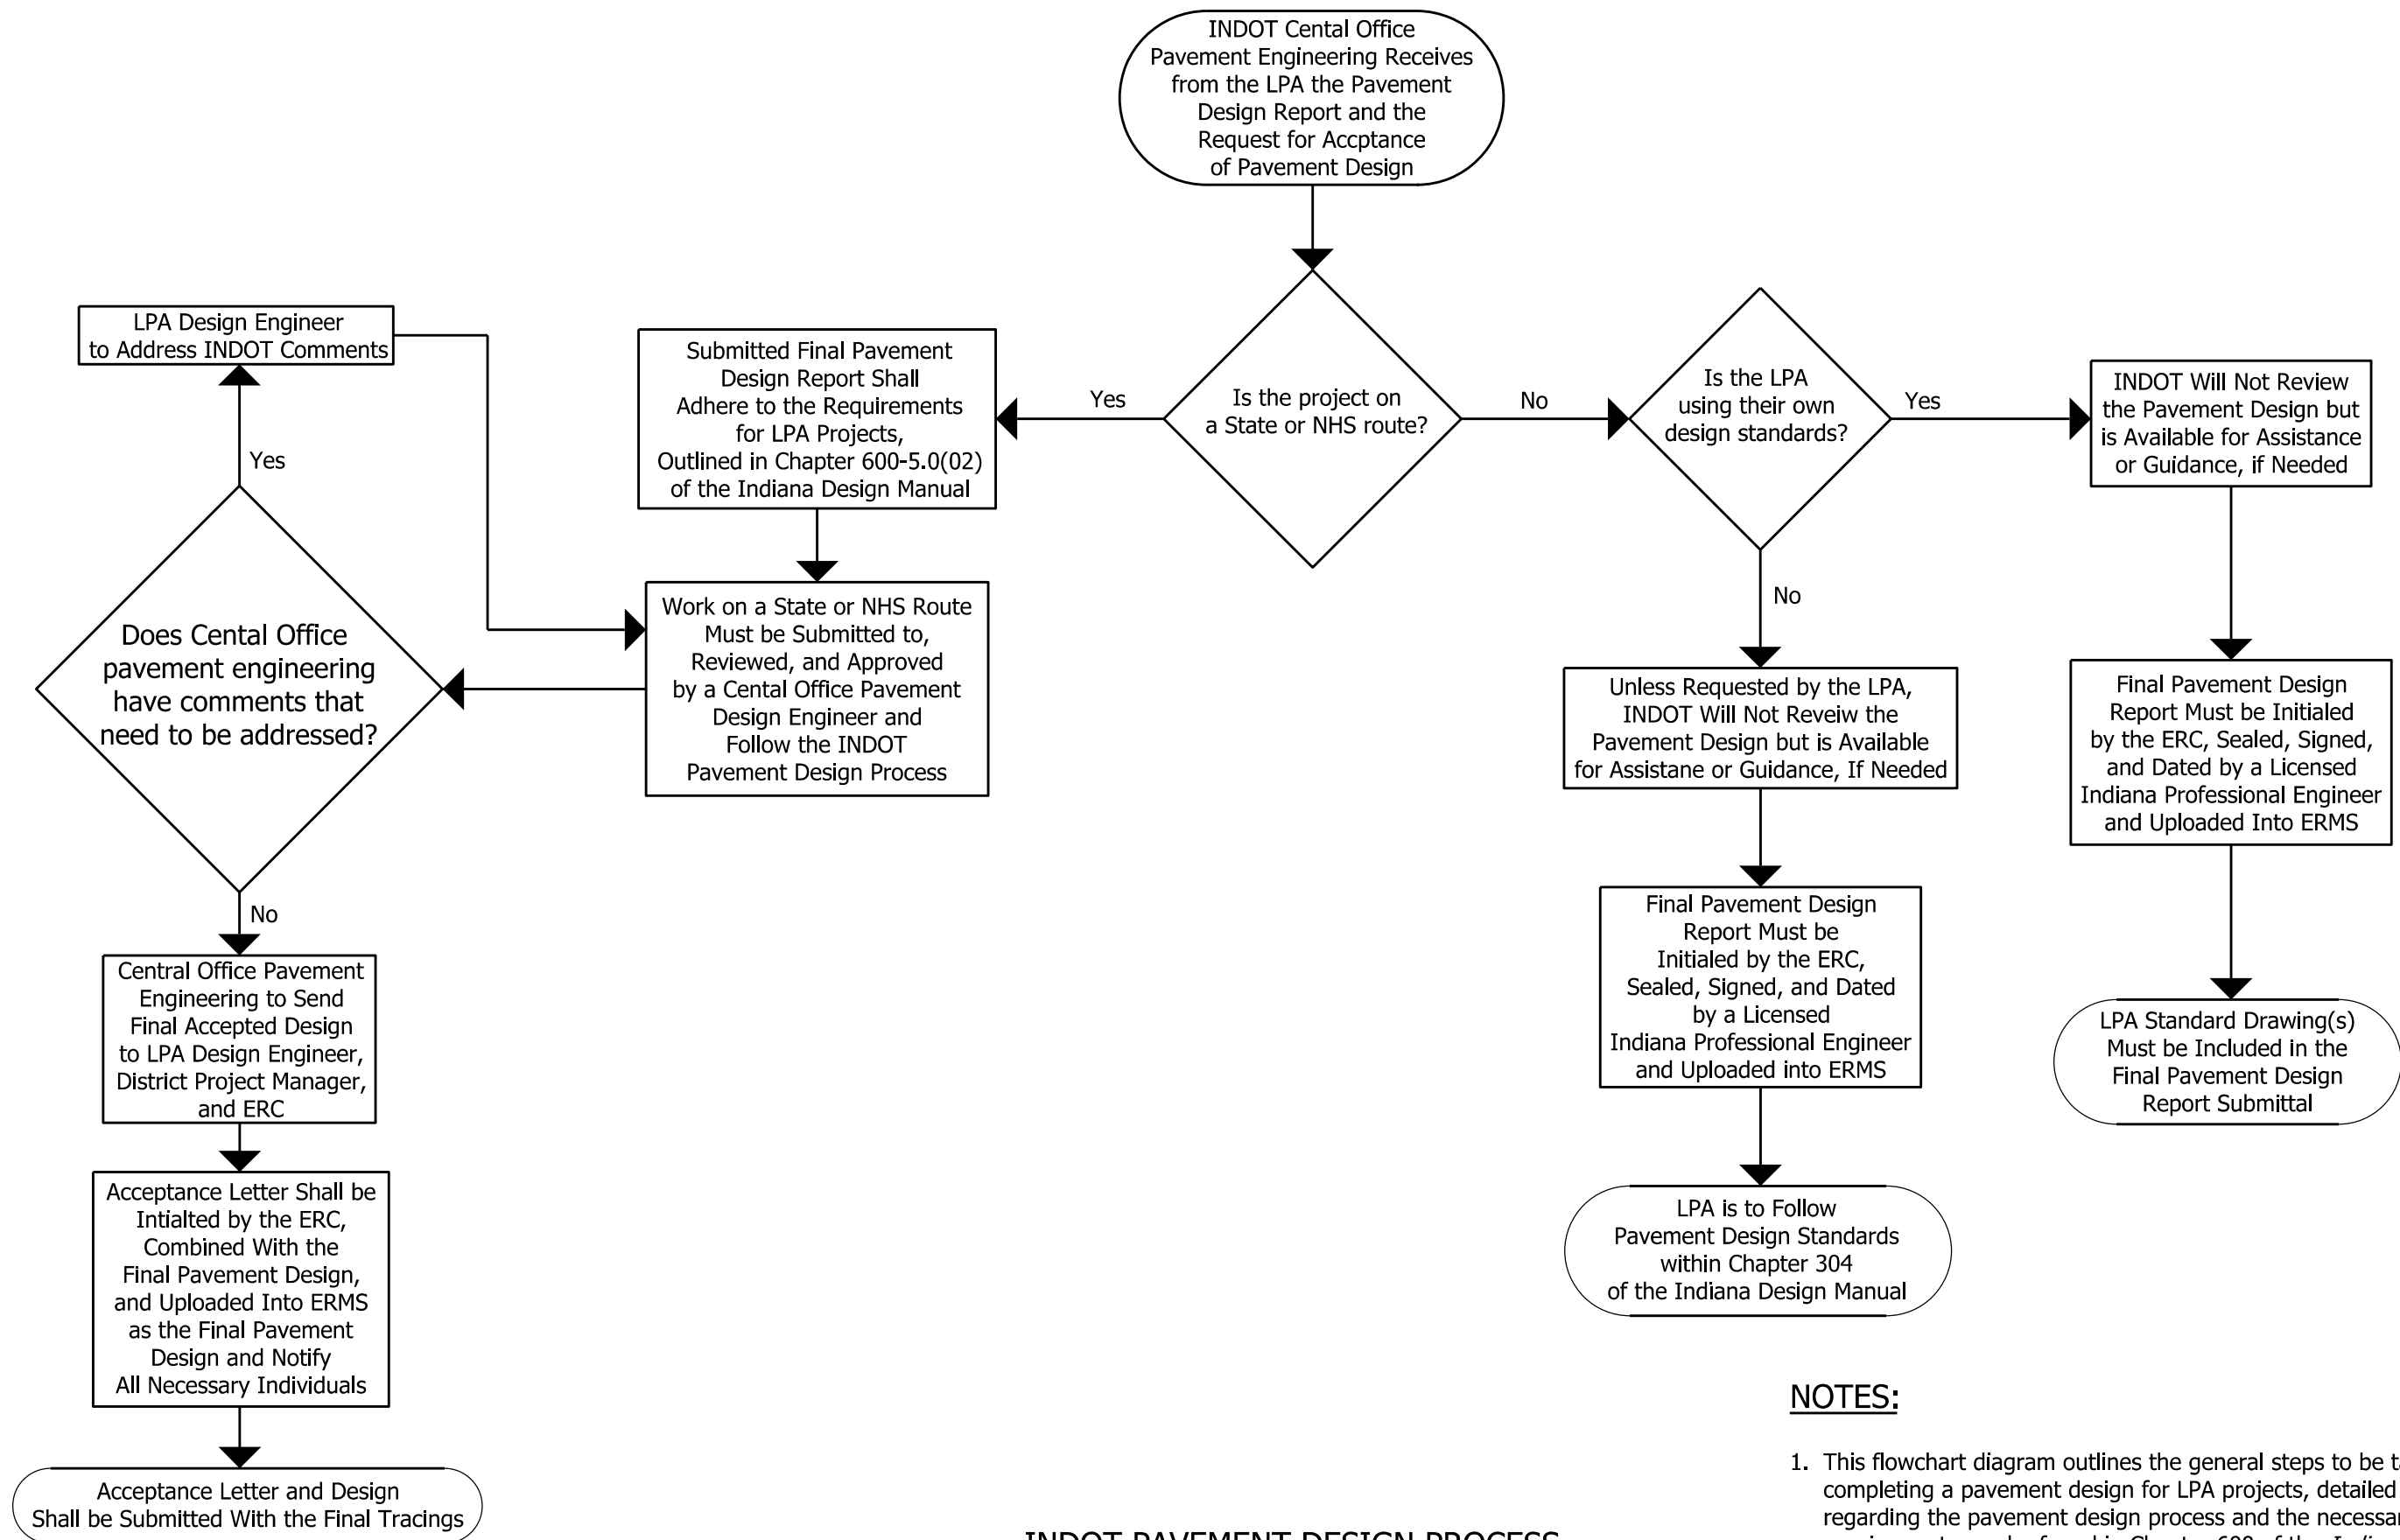 INDOT Cental Office
Pavement Engineering Receives
from the LPA the Pavement
Design Report and the
Request for Accptance
of Pavement Design
Is the project on
a State or NHS route?
Yes
No
Submitted Final Pavement
Design Report Shall
Adhere to the Requirements
for LPA Projects,
Outlined in Chapter 600-5.0(02)
of the Indiana Design Manual
Work on a State or NHS Route
Must be Submitted to,
Reviewed, and Approved
by a Cental Office Pavement
Design Engineer and
Follow the INDOT
Pavement Design Process
LPA Design Engineer
to Address INDOT Comments
Yes
Does Cental Office
pavement engineering
have comments that
need to be addressed?
No
Central Office Pavement
Engineering to Send
Final Accepted Design
to LPA Design Engineer,
District Project Manager,
and ERC
Acceptance Letter Shall be
Intialted by the ERC,
Combined With the
Final Pavement Design,
and Uploaded Into ERMS
as the Final Pavement
Design and Notify
All Necessary Individuals
Acceptance Letter and Design
Shall be Submitted With the Final Tracings
Is the LPA
using their own
design standards?
Yes
No
Unless Requested by the LPA,
INDOT Will Not Reveiw the
Pavement Design but is Available
for Assistane or Guidance, If Needed
Final Pavement Design
Report Must be
Initialed by the ERC,
Sealed, Signed, and Dated
by a Licensed
Indiana Professional Engineer
and Uploaded into ERMS
LPA is to Follow
Pavement Design Standards
within Chapter 304
of the Indiana Design Manual
INDOT Will Not Review
the Pavement Design but
is Available for Assistance
or Guidance, if Needed
Final Pavement Design
Report Must be Initialed
by the ERC, Sealed, Signed,
and Dated by a Licensed
Indiana Professional Engineer
and Uploaded Into ERMS
LPA Standard Drawing(s)
Must be Included in the
Final Pavement Design
Report Submittal
NOTES:
1. This flowchart diagram outlines the general steps to be
completing a pavement design for LPA projects, detailed
regarding the pavement design process and the
INDOT PAVEMENT DESIGN PROCESS